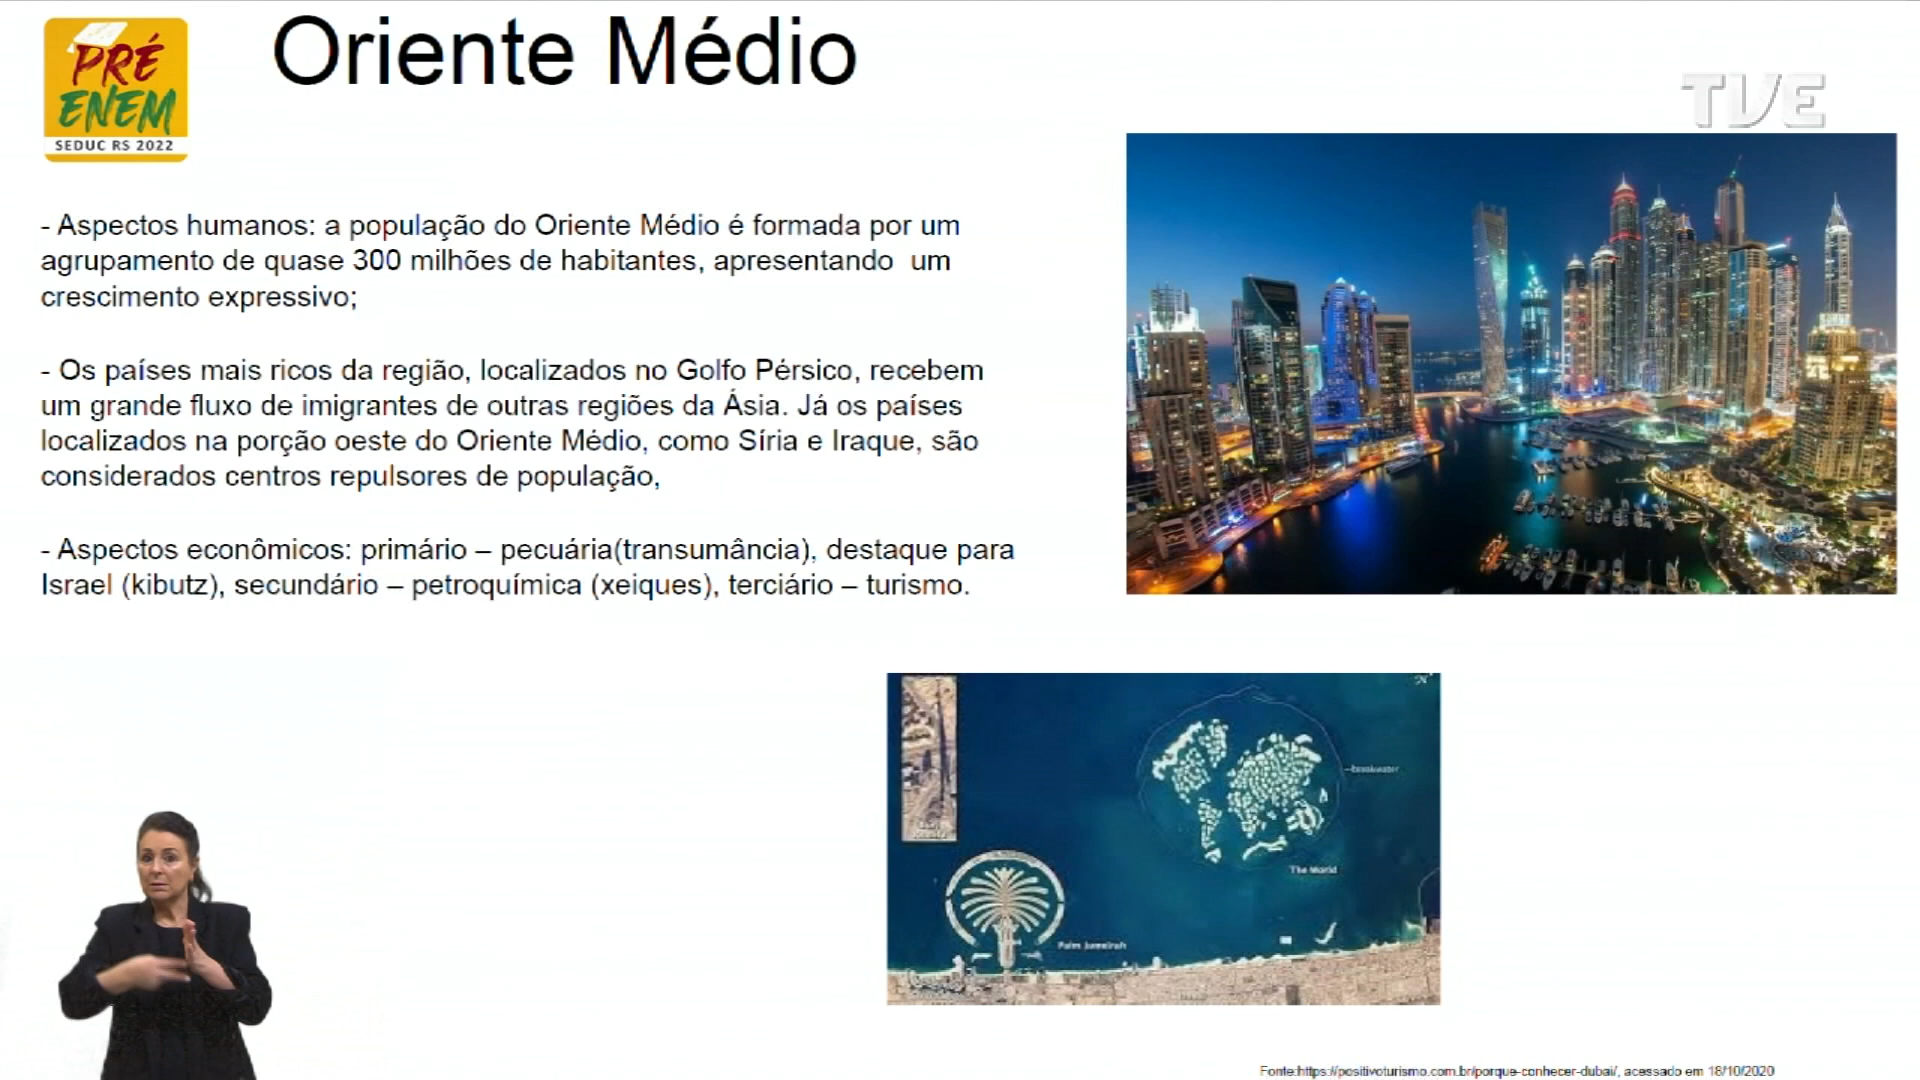 PRÉ
ENEM
SEDUC RS 2022
Oriente Médio
TVE
- Aspectos humanos: a população do Oriente Médio é formada por um
agrupamento de quase 300 milhões de habitantes, apresentando  um
crescimento expressivo;
- Os países mais ricos da região, localizados no Golfo Pérsico, recebem
um grande fluxo de imigrantes de outras regiões da Ásia. Já os países
localizados na porção oeste do Oriente Médio, como Síria e Iraque, são
considerados centros repulsores de população,
- Aspectos econômicos: primário – pecuária(transumância), destaque para
Israel (kibutz), secundário – petroquímica (xeiques), terciário – turismo.
breakwater
The World
Palm Jumeirah
Fonte:https://positivoturismo.com.br/porque-conhecer-dubai/, acessado em 18/10/2020